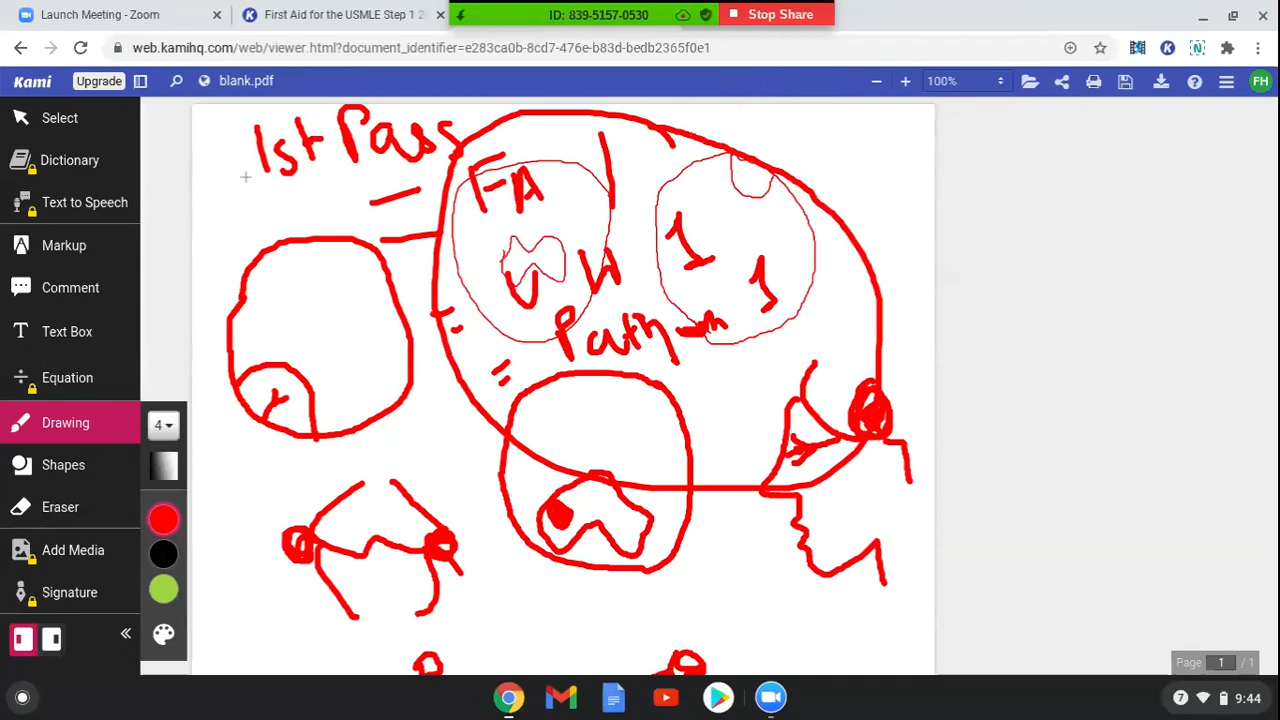 Launch Meeting - Zoom
First Aid for the USMLE Step 1 2
ID: 839-5157-0530
Stop Share
web.kamihq.com/web/viewer.html?document_identifier=e283ca0b-8cd7-476e-b83d-bedb2365f0e1
Kami
Upgrade
blank.pdf
100%
FH
Select
Dictionary
Text to Speech
Markup
Comment
Text Box
Equation
Drawing
4
Shapes
Eraser
Add Media
Signature
1st Pass
FA
U W
Path
Page 1 / 1
7
9:44